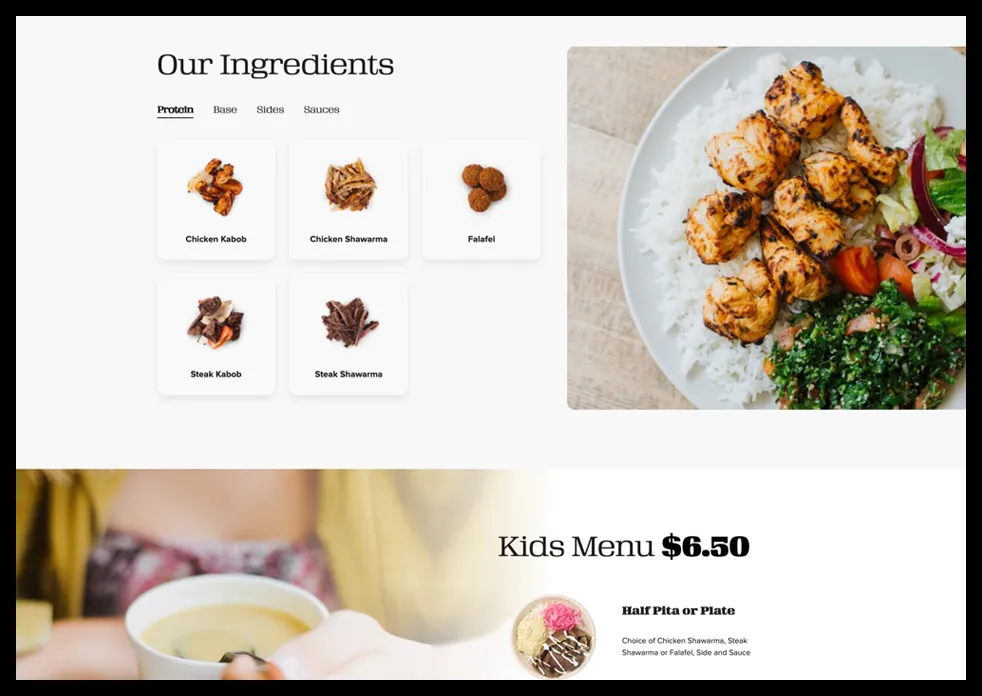 Our Ingredients
Protein Base Sides Sauces
Chicken Kabob
Chicken Shawarma
Falafel
Steak Kabob
Steak Shawarma
Kids Menu $6.50
Half Pita or Plate
Choice of Chicken Shawarma, Steak
Shawarma or Falafel, Side and Sauce